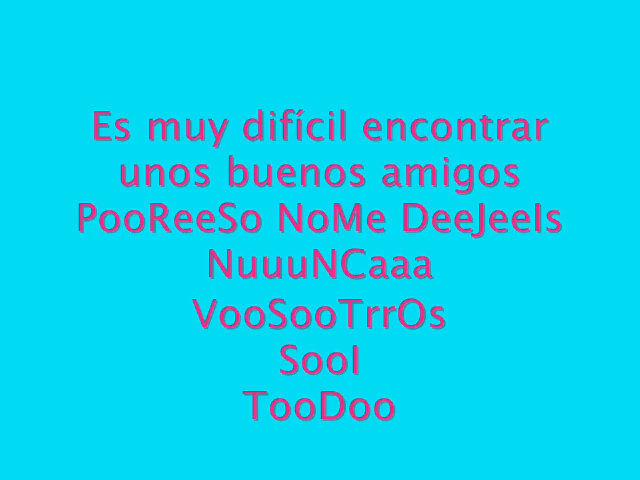 Es muy difícil encontrar
unos buenos amigos
PooReeSo NoMe DeeJeeIs
NuuuNCaaa
VooSooTrrOs
SooI
TooDoo